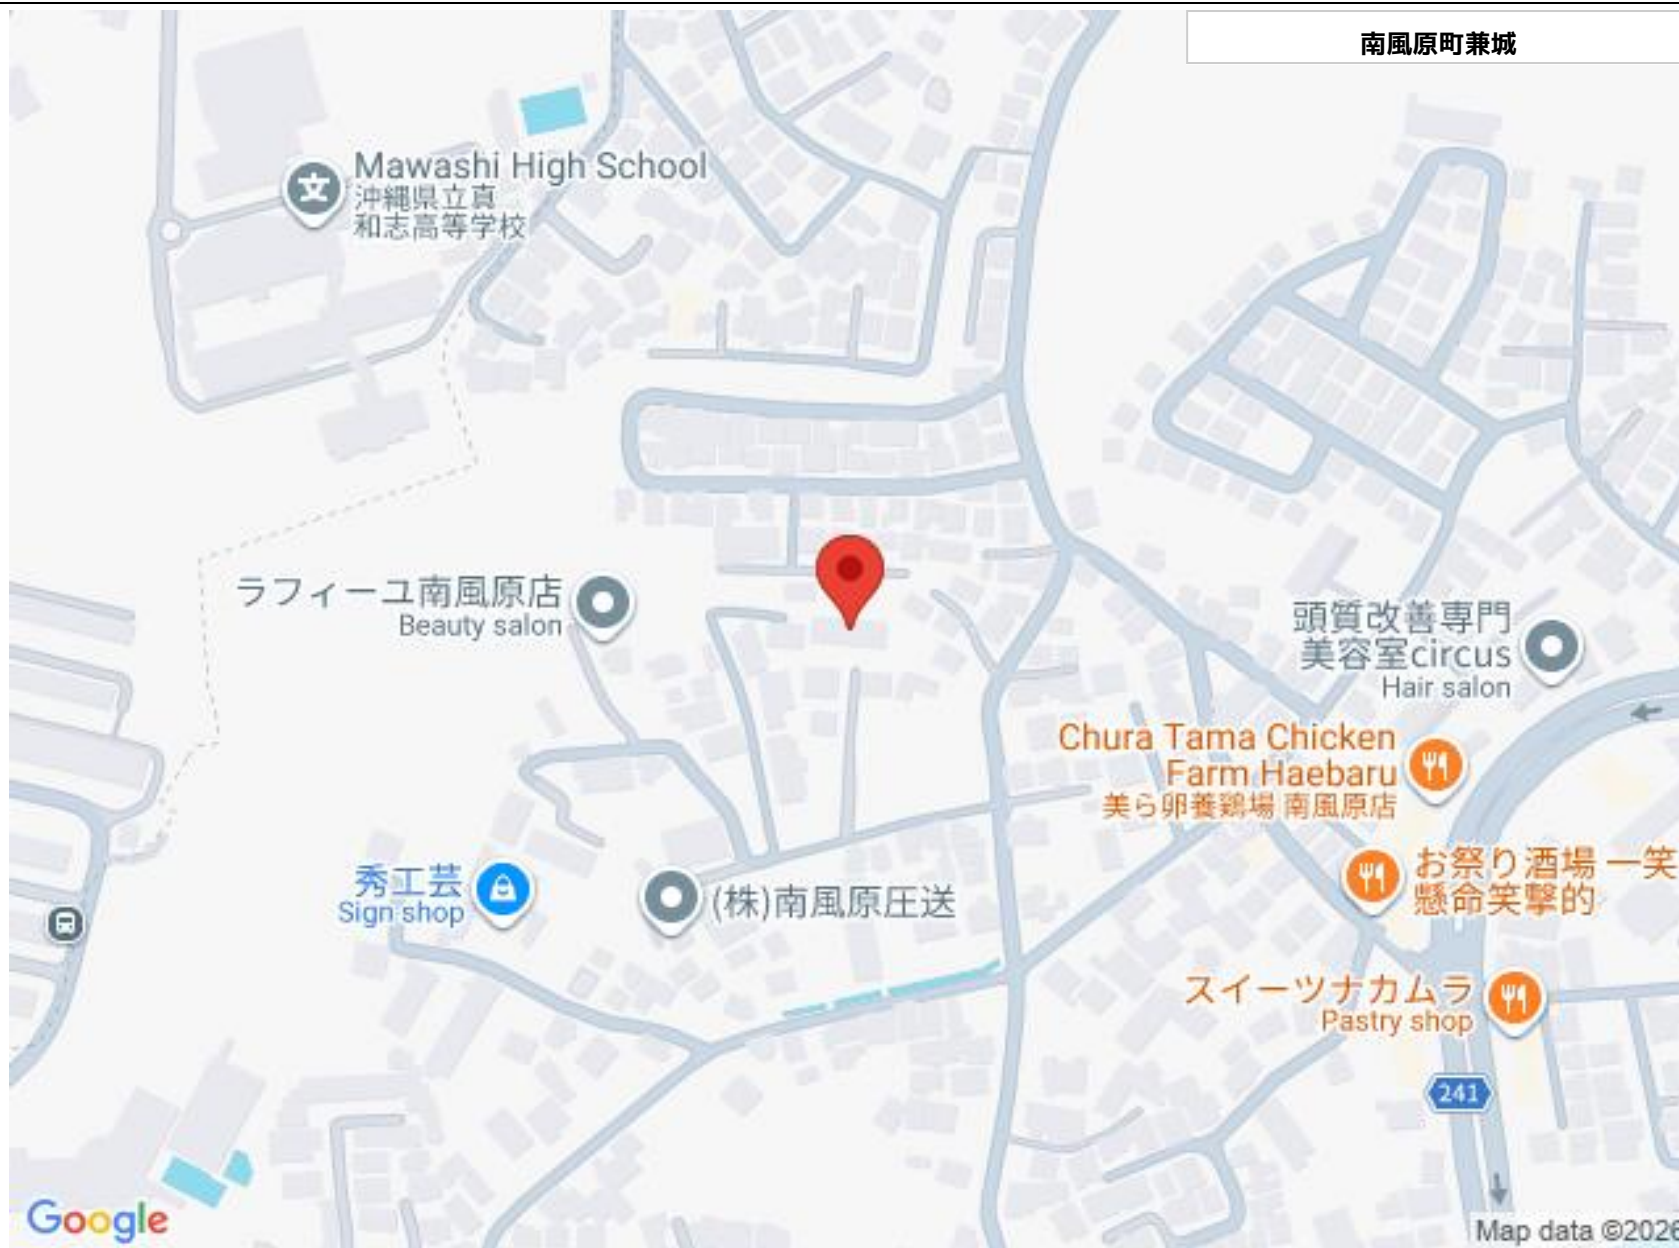 南風原町兼城
Mawashi High School
沖縄県立真
和志高等学校
ラフィーユ南風原店
Beauty salon
頭質改善専門
美容室circus
Hair salon
Chura Tama Chicken
Farm Haebaru
美ら卵養鶏場 南風原店
お祭り酒場 一笑
懸命笑撃的
秀工芸
Sign shop
(株)南風原圧送
スイーツナカムラ
Pastry shop
241
Google
Map data ©2026